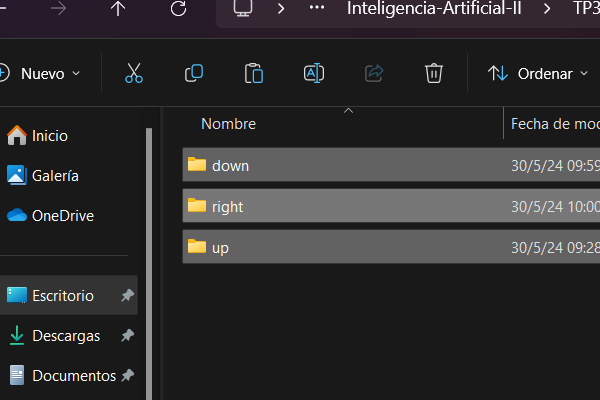 Inteligencia-Artificial-II > TP3
Nuevo
Ordenar
Nombre
Fecha de mod
Inicio
Galería
OneDrive
Escritorio
Descargas
Documentos
down 30/5/24 09:59
right 30/5/24 10:00
up 30/5/24 09:28